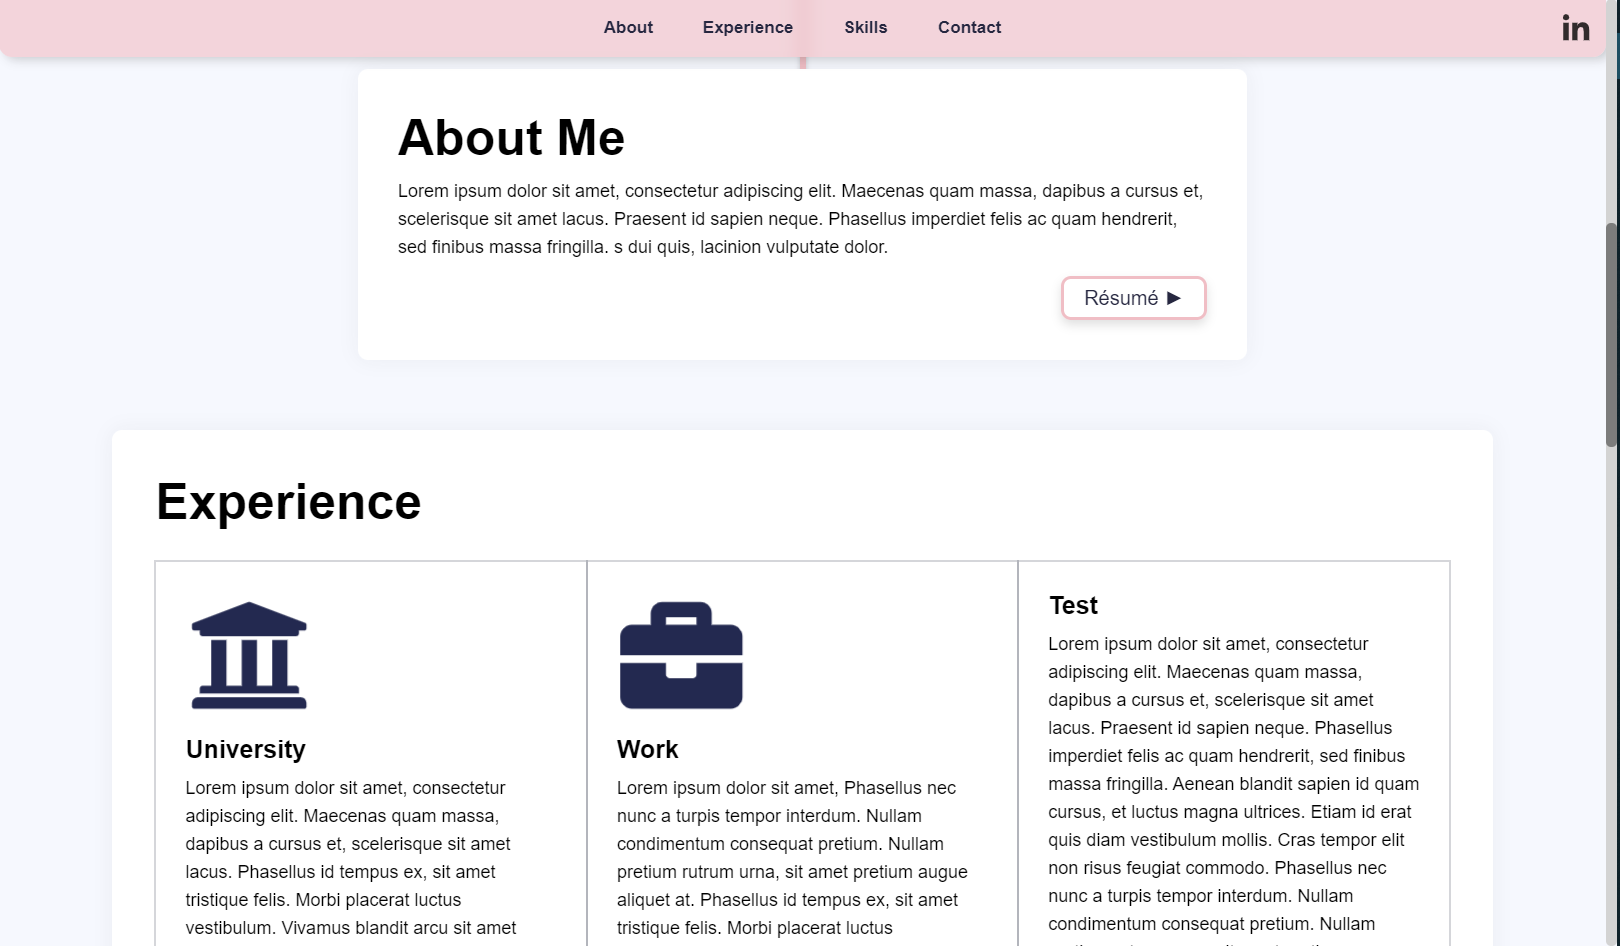 About Experience Skills Contact in
About Me
Lorem ipsum dolor sit amet, consectetur adipiscing elit. Maecenas quam massa, dapibus a cursus et,
scelerisque sit amet lacus. Praesent id sapien neque. Phasellus imperdiet felis ac quam hendrerit,
sed finibus massa fringilla. s dui quis, lacinion vulputate dolor.
Résumé ►
Experience
University
Lorem ipsum dolor sit amet, consectetur
adipiscing elit. Maecenas quam massa,
dapibus a cursus et, scelerisque sit amet
lacus. Phasellus id tempus ex, sit amet
tristique felis. Morbi placerat luctus
vestibulum. Vivamus blandit arcu sit amet
Work
Lorem ipsum dolor sit amet, Phasellus nec
nunc a turpis tempor interdum. Nullam
condimentum consequat pretium. Nullam
pretium rutrum urna, sit amet pretium augue
aliquet at. Phasellus id tempus ex, sit amet
tristique felis. Morbi placerat luctus
Test
Lorem ipsum dolor sit amet, consectetur
adipiscing elit. Maecenas quam massa,
dapibus a cursus et, scelerisque sit amet
lacus. Praesent id sapien neque. Phasellus
imperdiet felis ac quam hendrerit, sed finibus
massa fringilla. Aenean blandit sapien id quam
cursus, et luctus magna ultrices. Etiam id erat
quis diam vestibulum mollis. Cras tempor elit
non risus feugiat commodo. Phasellus nec
nunc a turpis tempor interdum. Nullam
condimentum consequat pretium. Nullam